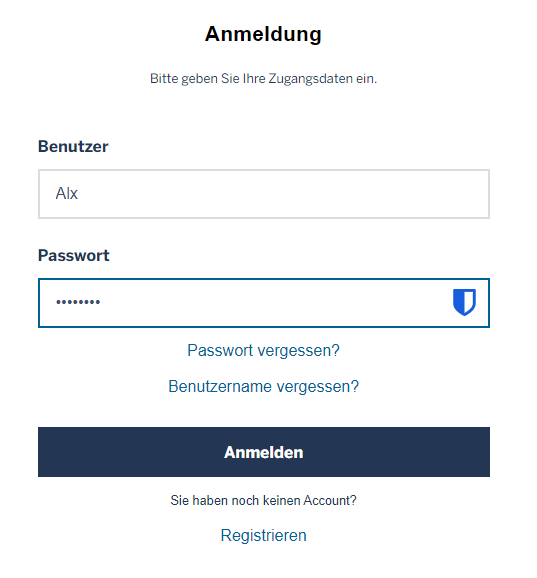 Anmeldung
Bitte geben Sie Ihre Zugangsdaten ein.
Benutzer
Alx
Passwort
••••••••
Passwort vergessen?
Benutzername vergessen?
Anmelden
Sie haben noch keinen Account?
Registrieren